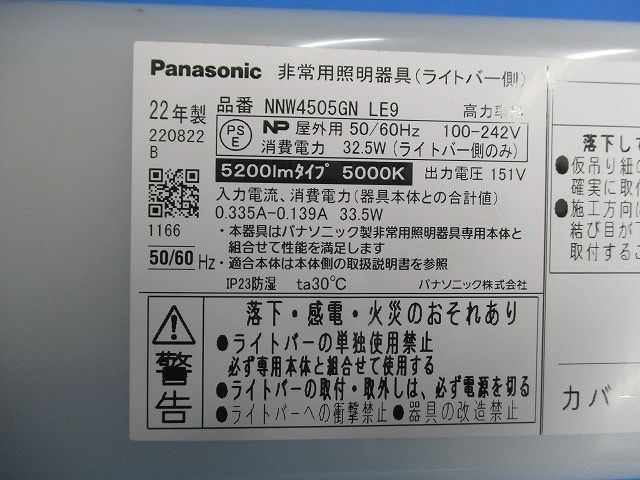 Panasonic 非常用照明器具(ライトバー側)
22年製 品番 NNW4505GN LE9 高力率形
220822
B
PS
E
NP 屋外用 50/60Hz 100-242V
消費電力 32.5W (ライトバー側のみ)
5200lmタイプ 5000K 出力電圧 151V
入力電流、消費電力(器具本体との合計値)
0.335A-0.139A 33.5W
1166
・本器具はパナソニック製非常用照明器具専用本体と
組合せて性能を満足します
50/60 Hz ・適合本体は本体側の取扱説明書を参照
IP23防湿 ta30℃ パナソニック株式会社
警告
落下・感電・火災のおそれあり
●ライトバーの単独使用禁止
必ず専用本体と組合せて使用する
●ライトバーの取付・取外しは、必ず電源を切る
●ライトバーへの衝撃禁止 ●器具の改造禁止
落下して
●仮吊り紐の
確実に取付
●施工方向に
結び目が
取付するこ
カバ